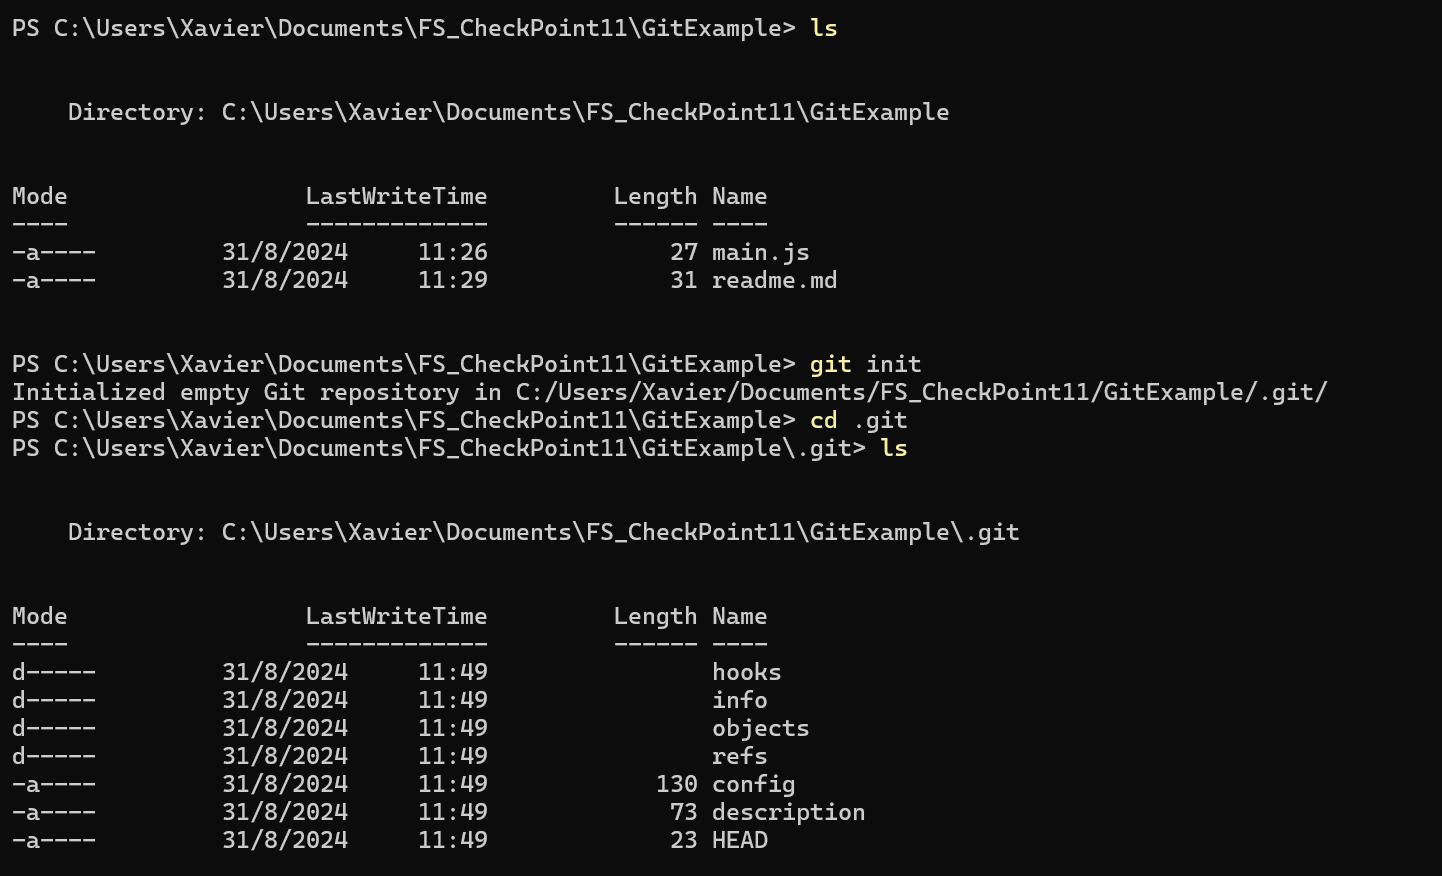 PS C:\Users\Xavier\Documents\FS_CheckPoint11\GitExample> ls
Directory: C:\Users\Xavier\Documents\FS_CheckPoint11\GitExample
Mode LastWriteTime Length Name
---- ------------- ------ ----
-a---- 31/8/2024 11:26 27 main.js
-a---- 31/8/2024 11:29 31 readme.md
PS C:\Users\Xavier\Documents\FS_CheckPoint11\GitExample> git init
Initialized empty Git repository in C:/Users/Xavier/Documents/FS_CheckPoint11/GitExample/.git/
PS C:\Users\Xavier\Documents\FS_CheckPoint11\GitExample> cd .git
PS C:\Users\Xavier\Documents\FS_CheckPoint11\GitExample\.git> ls
Directory: C:\Users\Xavier\Documents\FS_CheckPoint11\GitExample\.git
Mode LastWriteTime Length Name
---- ------------- ------ ----
d----- 31/8/2024 11:49 hooks
d----- 31/8/2024 11:49 info
d----- 31/8/2024 11:49 objects
d----- 31/8/2024 11:49 refs
-a---- 31/8/2024 11:49 130 config
-a---- 31/8/2024 11:49 73 description
-a---- 31/8/2024 11:49 23 HEAD